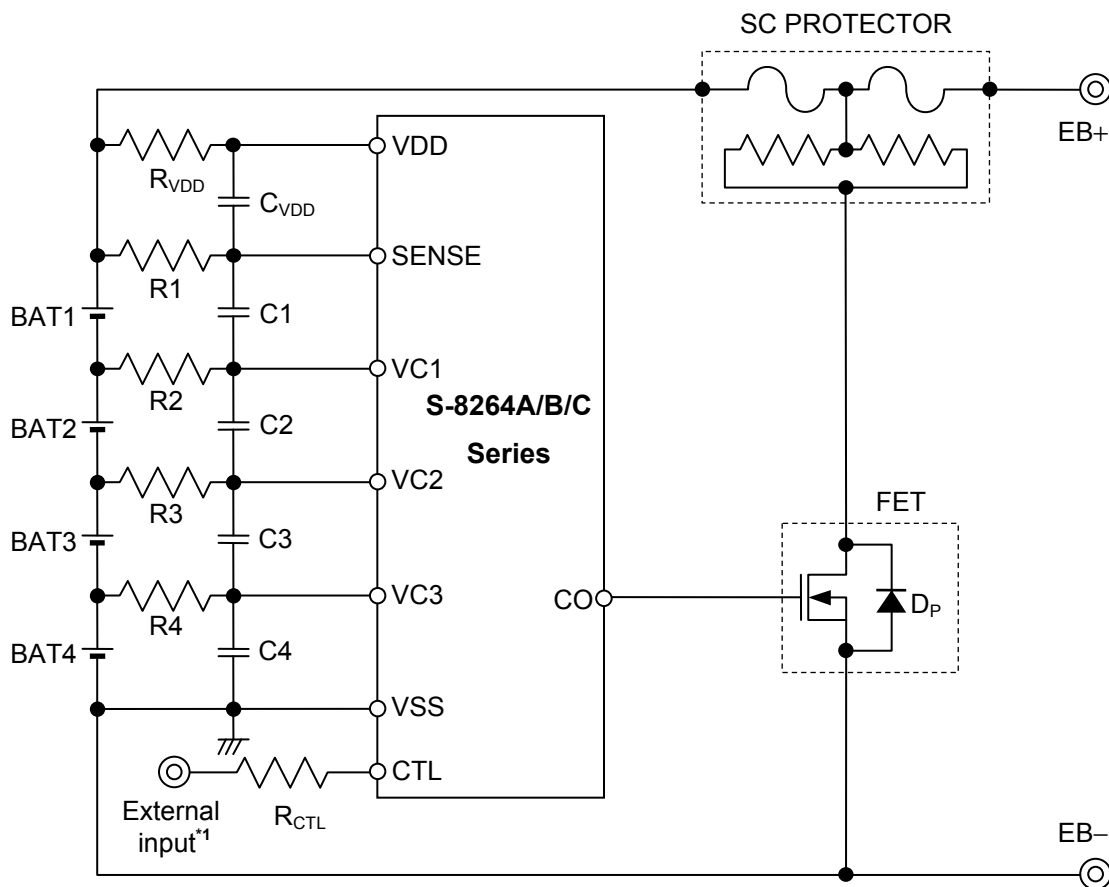 SC PROTECTOR
EB+
VDD
RVDD
CVDD
SENSE
R1
BAT1
C1
VC1
R2
S-8264A/B/C
Series
BAT2
C2
VC2
R3
FET
BAT3
C3
VC3
CO
DP
R4
BAT4
C4
VSS
CTL
External
input*1
RCTL
EB−